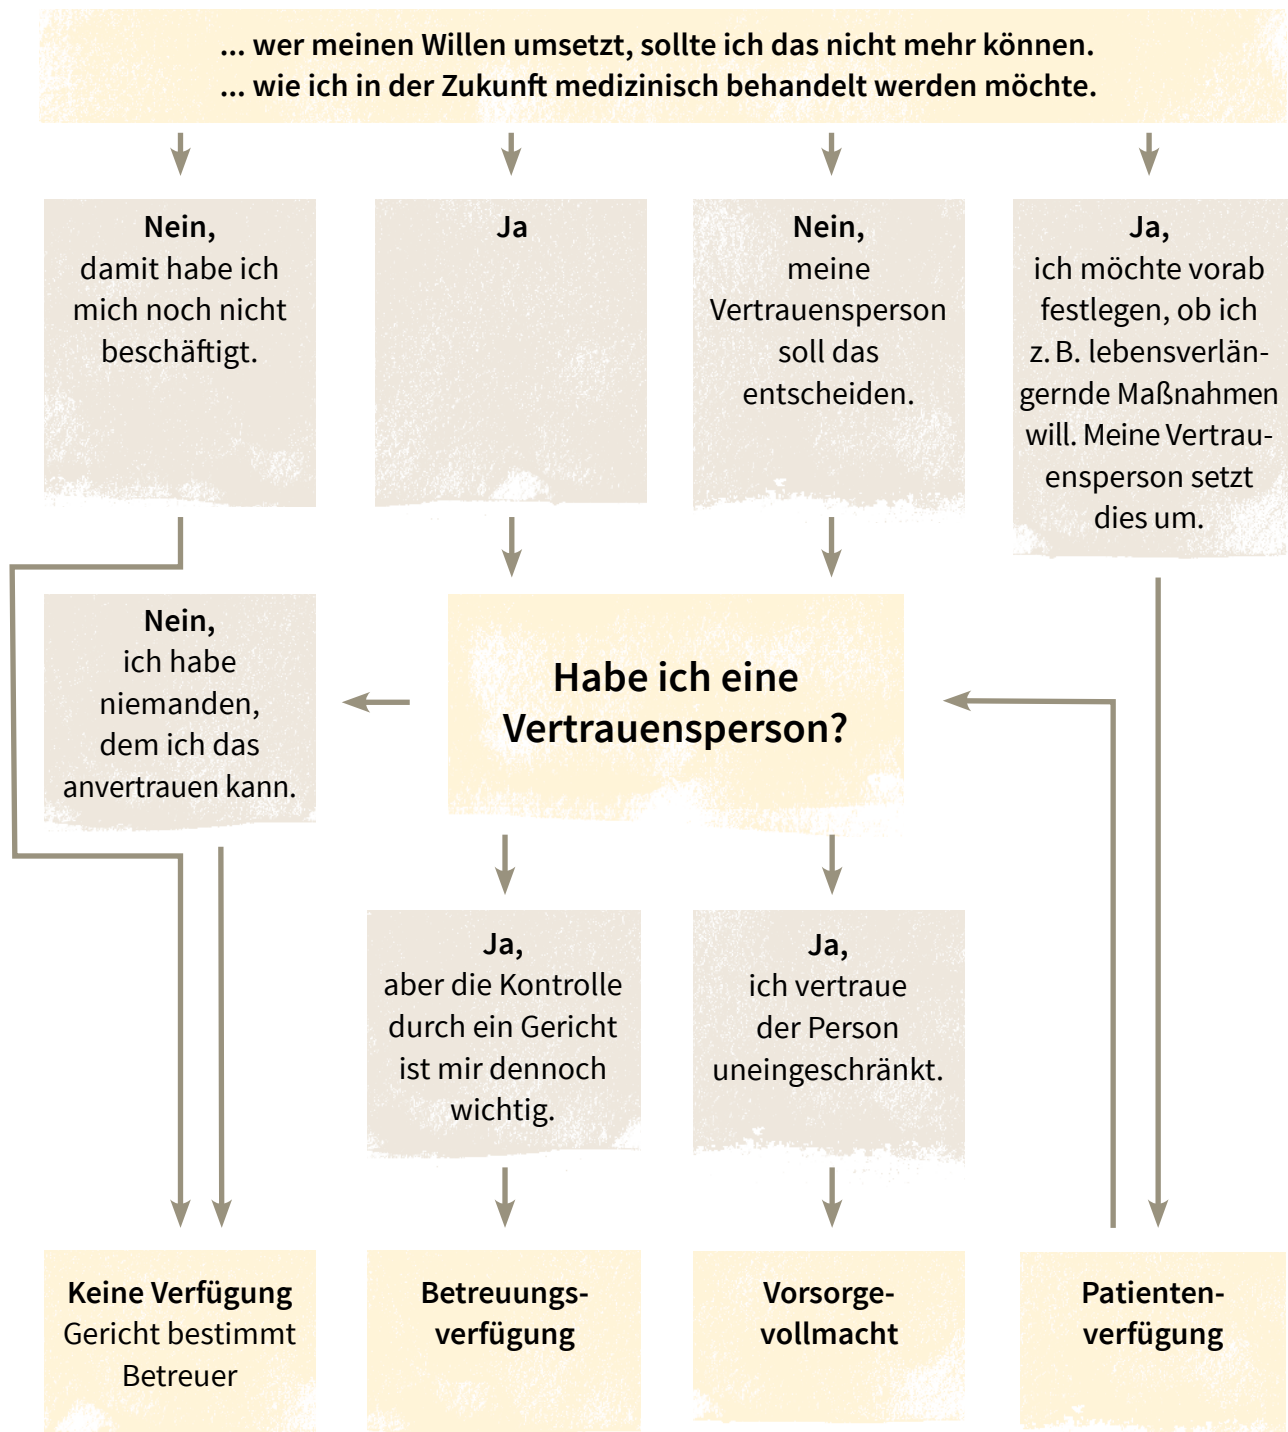 ... wer meinen Willen umsetzt, sollte ich das nicht mehr können.
... wie ich in der Zukunft medizinisch behandelt werden möchte.
Nein,
damit habe ich
mich noch nicht
beschäftigt.
Ja
Nein,
meine
Vertrauensperson
soll das
entscheiden.
Ja,
ich möchte vorab
festlegen, ob ich
z. B. lebensverlän-
gernde Maßnahmen
will. Meine Vertrau-
ensperson setzt
dies um.
Nein,
ich habe
niemanden,
dem ich das
anvertrauen kann.
Habe ich eine
Vertrauensperson?
Ja,
aber die Kontrolle
durch ein Gericht
ist mir dennoch
wichtig.
Ja,
ich vertraue
der Person
uneingeschränkt.
Keine Verfügung
Gericht bestimmt
Betreuer
Betreuungs-
verfügung
Vorsorge-
vollmacht
Patienten-
verfügung